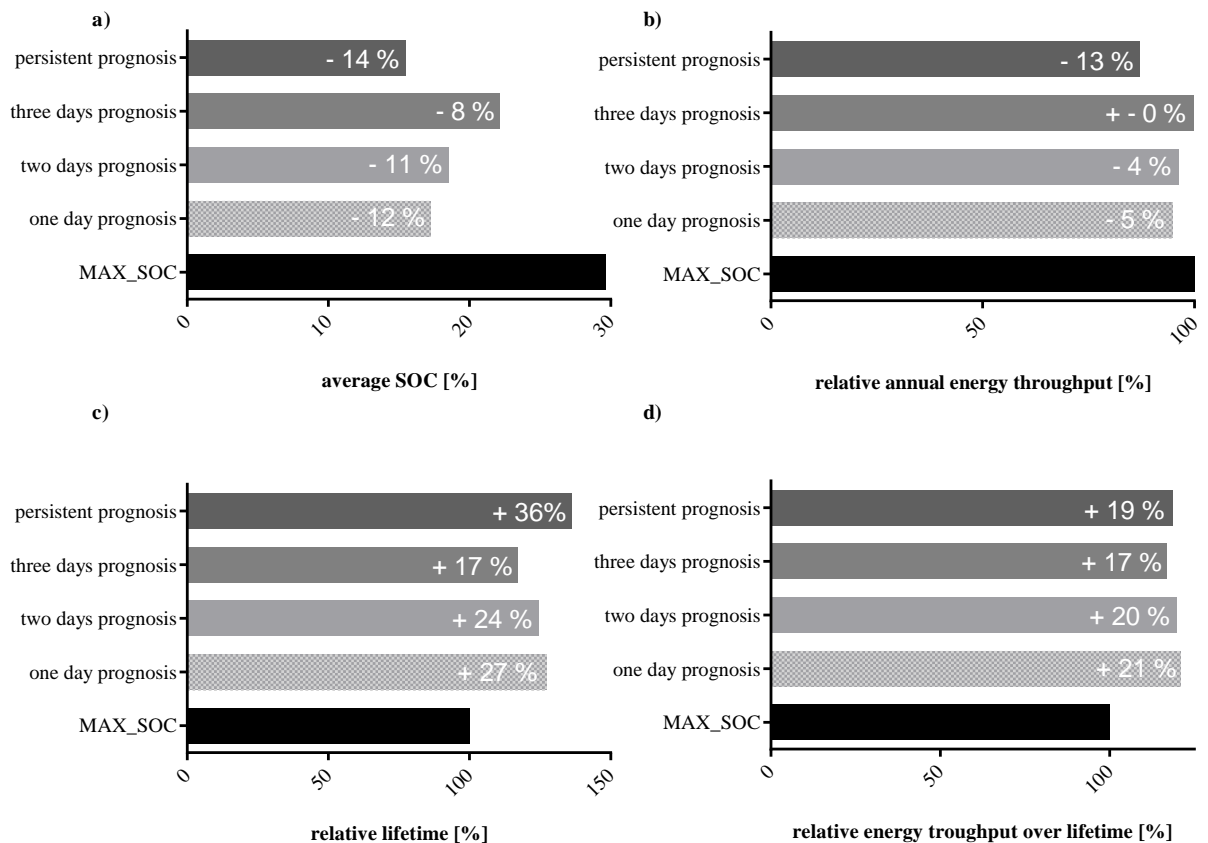 a)
persistent prognosis
- 14 %
three days prognosis
- 8 %
two days prognosis
- 11 %
one day prognosis
- 12 %
MAX_SOC
0
10
20
30
average SOC [%]
b)
persistent prognosis
- 13 %
three days prognosis
+ - 0 %
two days prognosis
- 4 %
one day prognosis
- 5 %
MAX_SOC
0
50
100
relative annual energy throughput [%]
c)
persistent prognosis
+ 36%
three days prognosis
+ 17 %
two days prognosis
+ 24 %
one day prognosis
+ 27 %
MAX_SOC
0
50
100
150
relative lifetime [%]
d)
persistent prognosis
+ 19 %
three days prognosis
+ 17 %
two days prognosis
+ 20 %
one day prognosis
+ 21 %
MAX_SOC
0
50
100
relative energy troughput over lifetime [%]